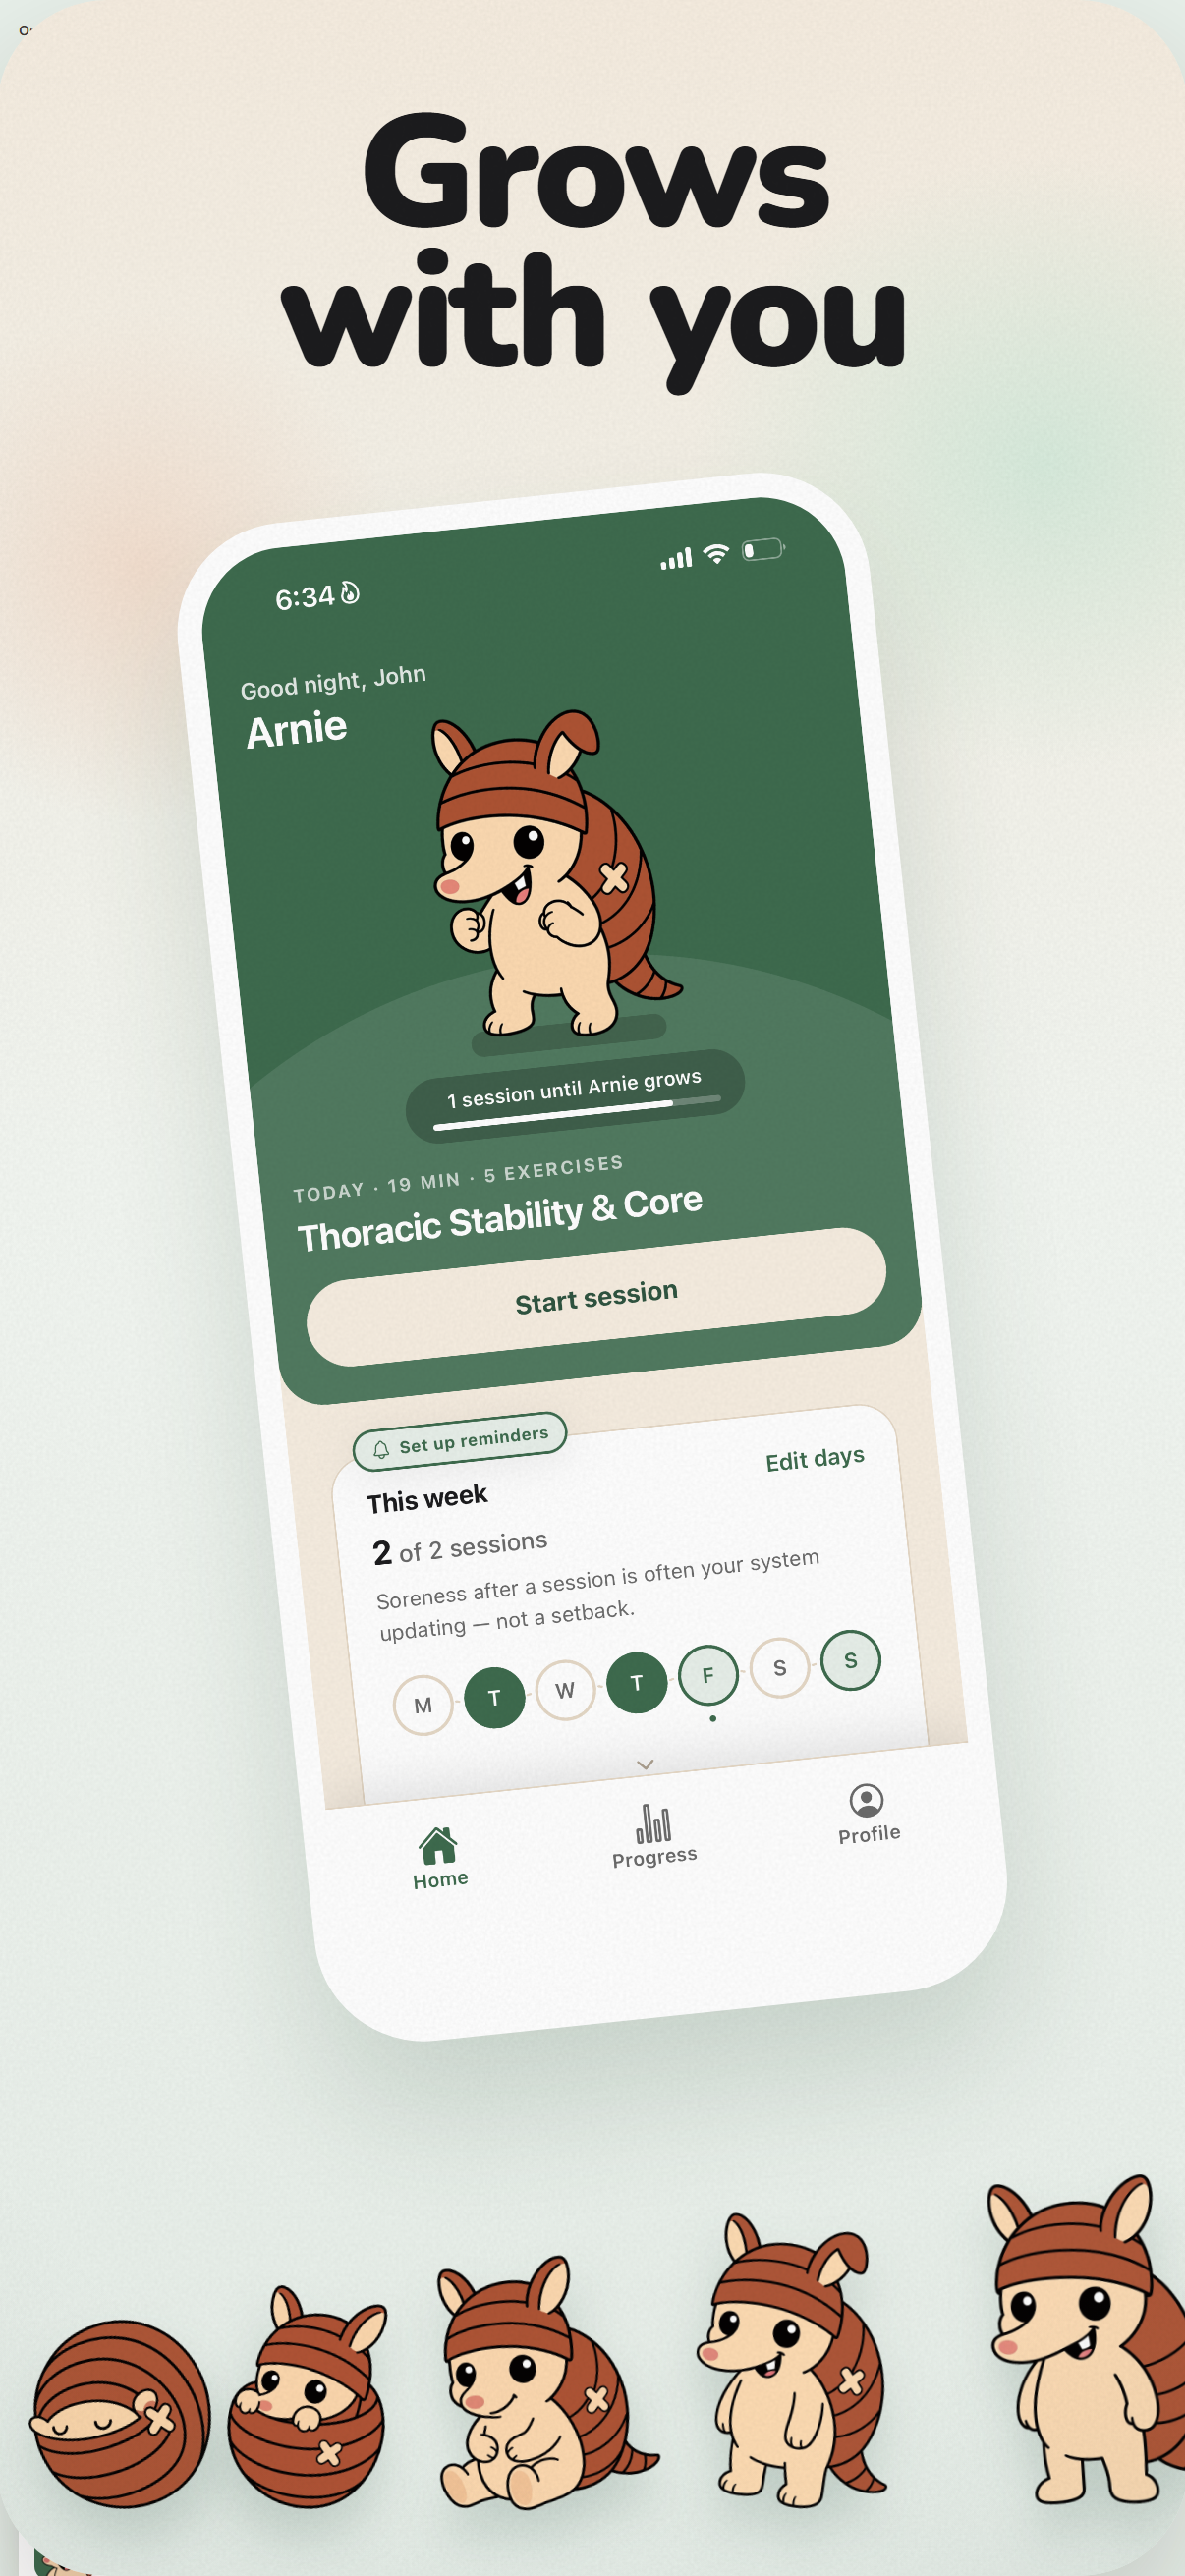 Grows
with you
6:34
Good night, John
Arnie
1 session until Arnie grows
TODAY · 19 MIN · 5 EXERCISES
Thoracic Stability & Core
Start session
Set up reminders
This week
Edit days
2 of 2 sessions
Soreness after a session is often your system
updating — not a setback.
M T W T F S S
Home
Progress
Profile